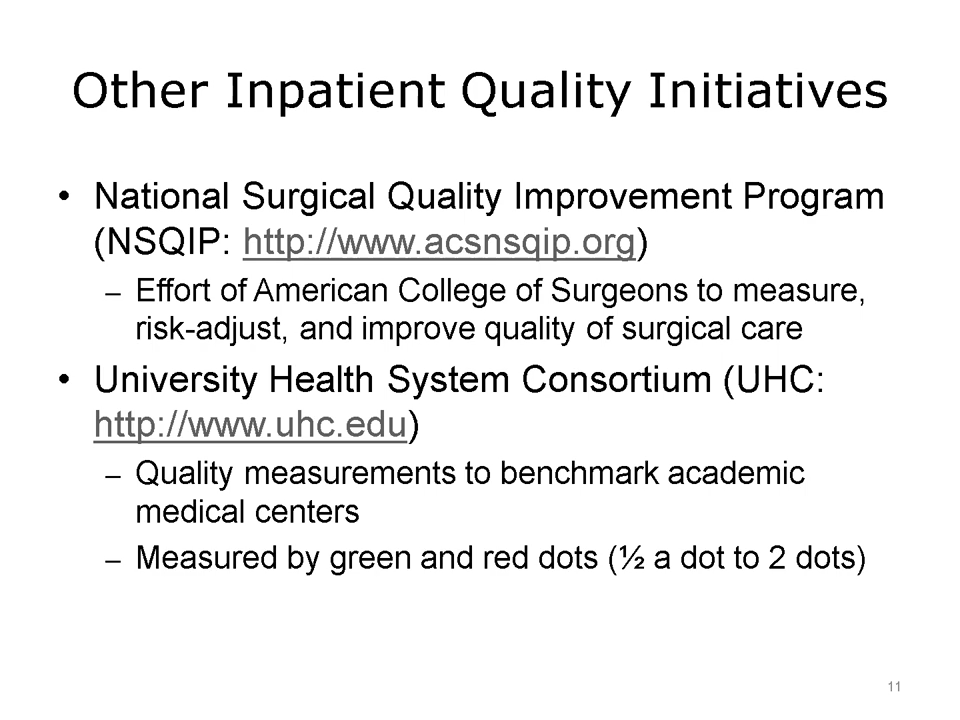 Other Inpatient Quality Initiatives
• National Surgical Quality Improvement Program
(NSQIP: http://www.acsnsqip.org)
– Effort of American College of Surgeons to measure,
risk-adjust, and improve quality of surgical care
• University Health System Consortium (UHC:
http://www.uhc.edu)
– Quality measurements to benchmark academic
medical centers
– Measured by green and red dots (½ a dot to 2 dots)
11